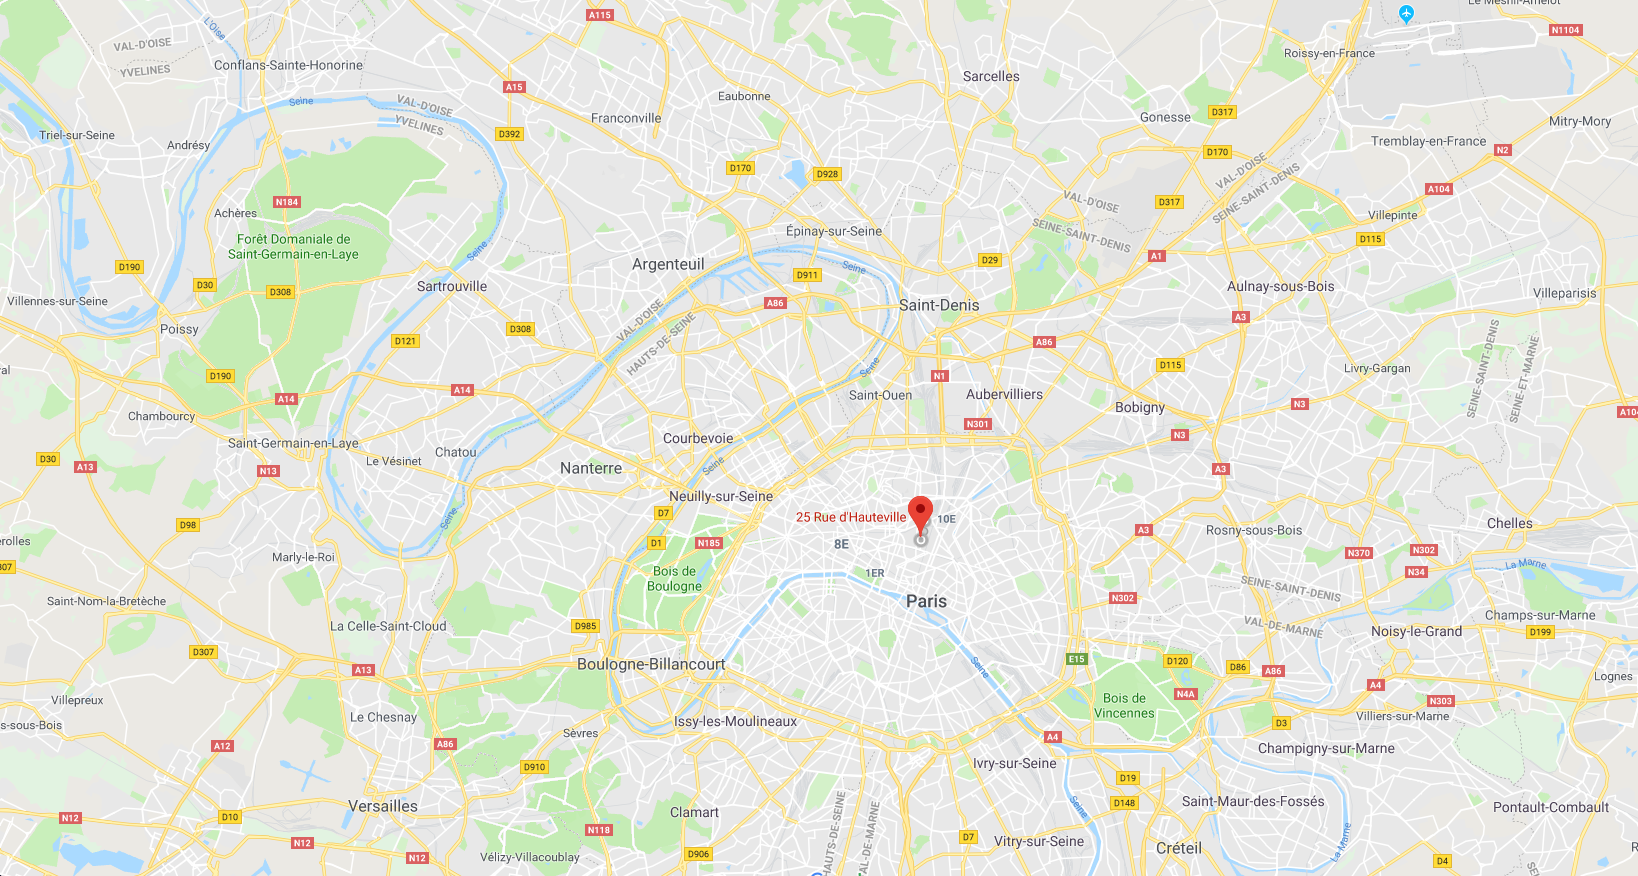 Le Mesnil-Amelot
A115
N1104
L'Oise
VAL-D'OISE
YVELINES
Conflans-Sainte-Honorine
Roissy-en-France
Sarcelles
A15
Eaubonne
Seine
VAL-D'OISE
YVELINES
Franconville
Gonesse
D317
Mitry-Mory
Triel-sur-Seine
D392
Andrésy
Tremblay-en-France
N2
D170
D170
D928
VAL-D'OISE
SEINE-SAINT-DENIS
A104
N184
D317
VAL-D'OISE
SEINE-SAINT-DENIS
Achères
Villepinte
Forêt Domaniale de
Saint-Germain-en-Laye
Seine
Épinay-sur-Seine
D115
A1
D190
Argenteuil
Seine
D29
D911
D30
D308
Sartrouville
Aulnay-sous-Bois
Villeparisis
Villennes-sur-Seine
A86
Saint-Denis
VAL-D'OISE
HAUTS-DE-SEINE
A3
Poissy
D308
D121
A86
SEINE-SAINT-DENIS
SEINE-ET-MARNE
D190
Seine
D115
Livry-Gargan
N1
A14
A14
Saint-Ouen
Aubervilliers
Bobigny
N3
Chambourcy
A104
N301
Saint-Germain-en-Laye
Courbevoie
N3
D30
A13
N13
Le Vésinet
Chatou
Nanterre
Seine
A3
Neuilly-sur-Seine
D7
25 Rue d'Hauteville
10E
Seine
D98
Chelles
A3
Rosny-sous-Bois
D1
N185
8E
N370
N302
Marly-le-Roi
Bois de
Boulogne
1ER
N34
La Marne
SEINE-SAINT-DENIS
VAL-DE-MARNE
Saint-Nom-la-Bretèche
Paris
N302
Champs-sur-Marne
La Celle-Saint-Cloud
D985
Noisy-le-Grand
D199
D307
A13
Boulogne-Billancourt
Seine
E15
D120
D86
A86
Lognes
A4
Villepreux
N4A
N303
Bois de
Vincennes
Le Chesnay
Issy-les-Moulineaux
D3
Villiers-sur-Marne
Sèvres
A12
A86
A4
Champigny-sur-Marne
D910
Ivry-sur-Seine
D19
Versailles
D148
Seine
Saint-Maur-des-Fossés
Pontault-Combault
N12
D10
Clamart
HAUTS-DE-SEINE
VAL-DE-MARNE
N118
N12
D7
Vitry-sur-Seine
La Marne
Créteil
N12
Vélizy-Villacoublay
D906
D4